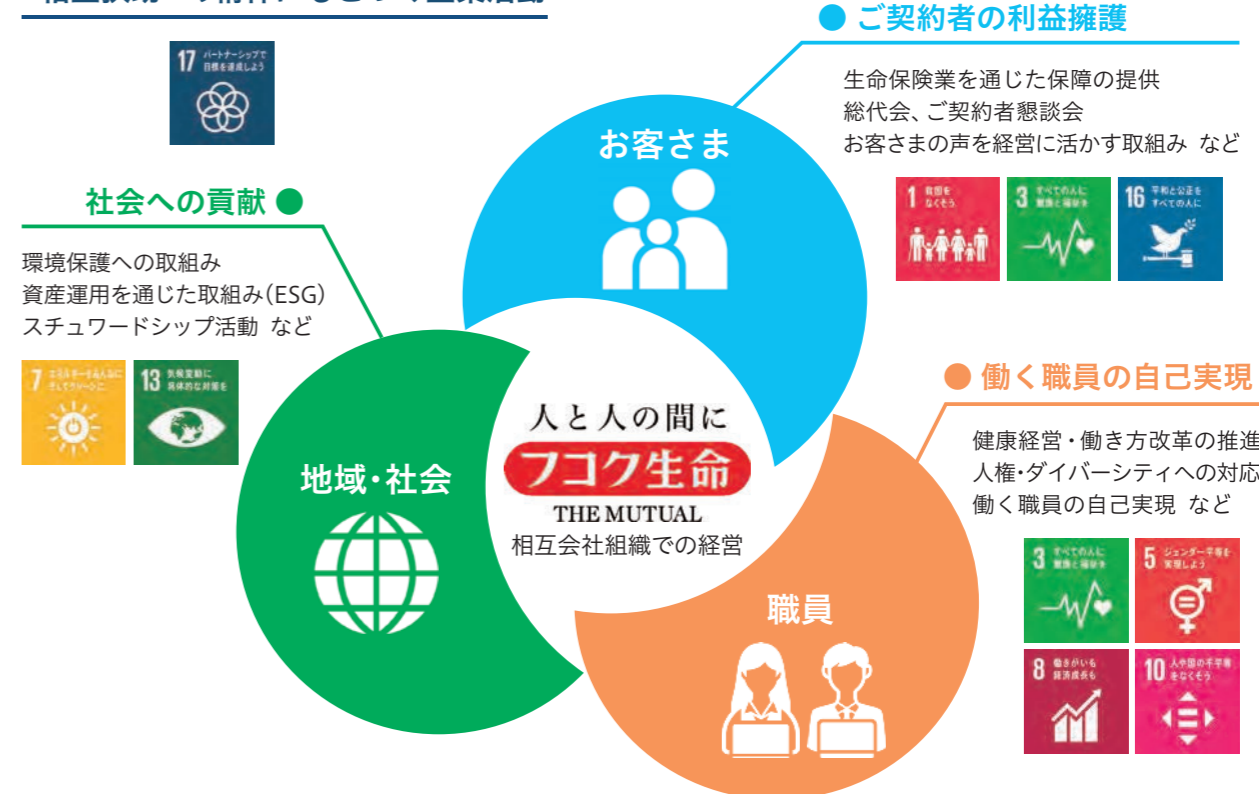 17 パートナーシップで
目標を達成しよう
● ご契約者の利益擁護
生命保険業を通じた保障の提供
総代会、ご契約者懇談会
お客さまの声を経営に活かす取組み など
1 貧困を
なくそう
3 すべての人に
健康と福祉を
16 平和と公正を
すべての人に
社会への貢献 ●
環境保護への取組み
資産運用を通じた取組み(ESG)
スチュワードシップ活動 など
7 エネルギーをみんなに
そしてクリーンに
13 気候変動に
具体的な対策を
お客さま
地域・社会
人と人の間に
フコク生命
THE MUTUAL
相互会社組織での経営
職員
● 働く職員の自己実現
健康経営・働き方改革の推進
人権・ダイバーシティへの対応
働く職員の自己実現 など
3 すべての人に
健康と福祉を
5 ジェンダー平等を
実現しよう
8 働きがいも
経済成長も
10 人や国の不平等
をなくそう